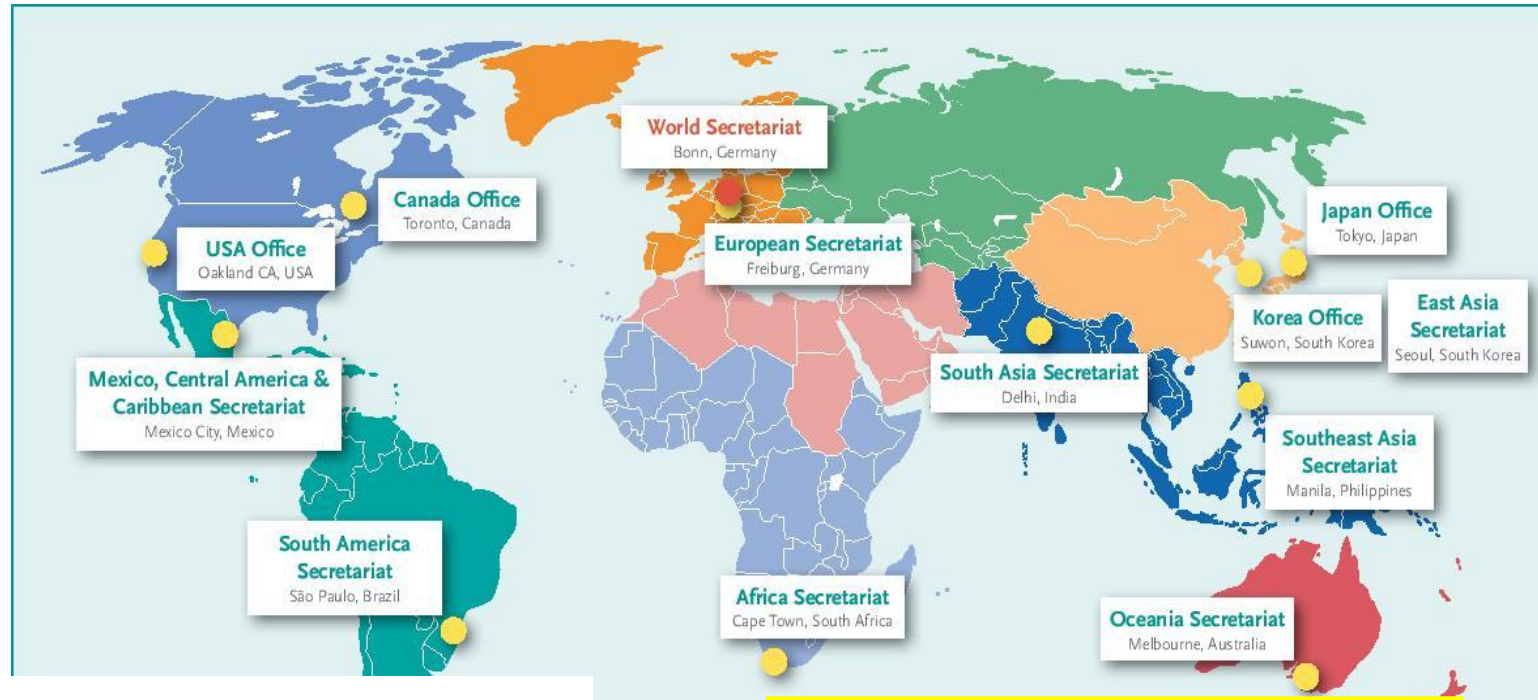 World Secretariat
Bonn, Germany
Canada Office
Toronto, Canada
USA Office
Oakland CA, USA
European Secretariat
Freiburg, Germany
Japan Office
Tokyo, Japan
Korea Office
Suwon, South Korea
East Asia
Secretariat
Seoul, South Korea
Mexico, Central America &
Caribbean Secretariat
Mexico City, Mexico
South Asia Secretariat
Delhi, India
Southeast Asia
Secretariat
Manila, Philippines
South America
Secretariat
São Paulo, Brazil
Africa Secretariat
Cape Town, South Africa
Oceania Secretariat
Melbourne, Australia